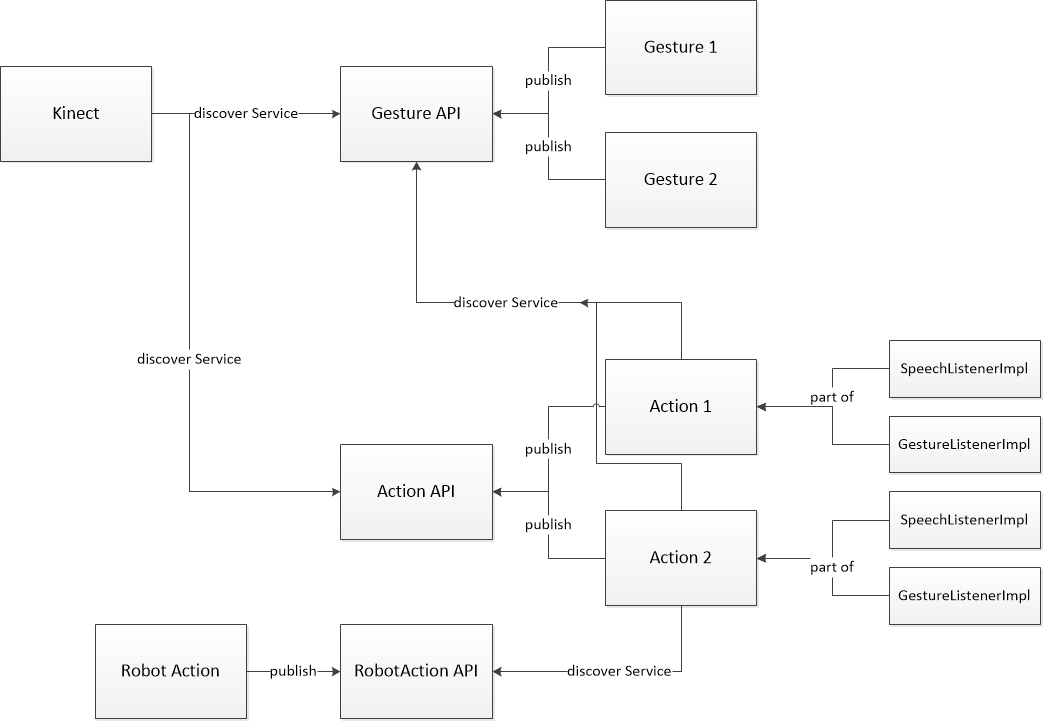 Gesture 1
publish
Kinect
discover Service
Gesture API
publish
Gesture 2
discover Service
discover Service
SpeechListenerImpl
Action 1
part of
publish
GestureListenerImpl
Action API
publish
SpeechListenerImpl
Action 2
part of
GestureListenerImpl
Robot Action
publish
RobotAction API
discover Service